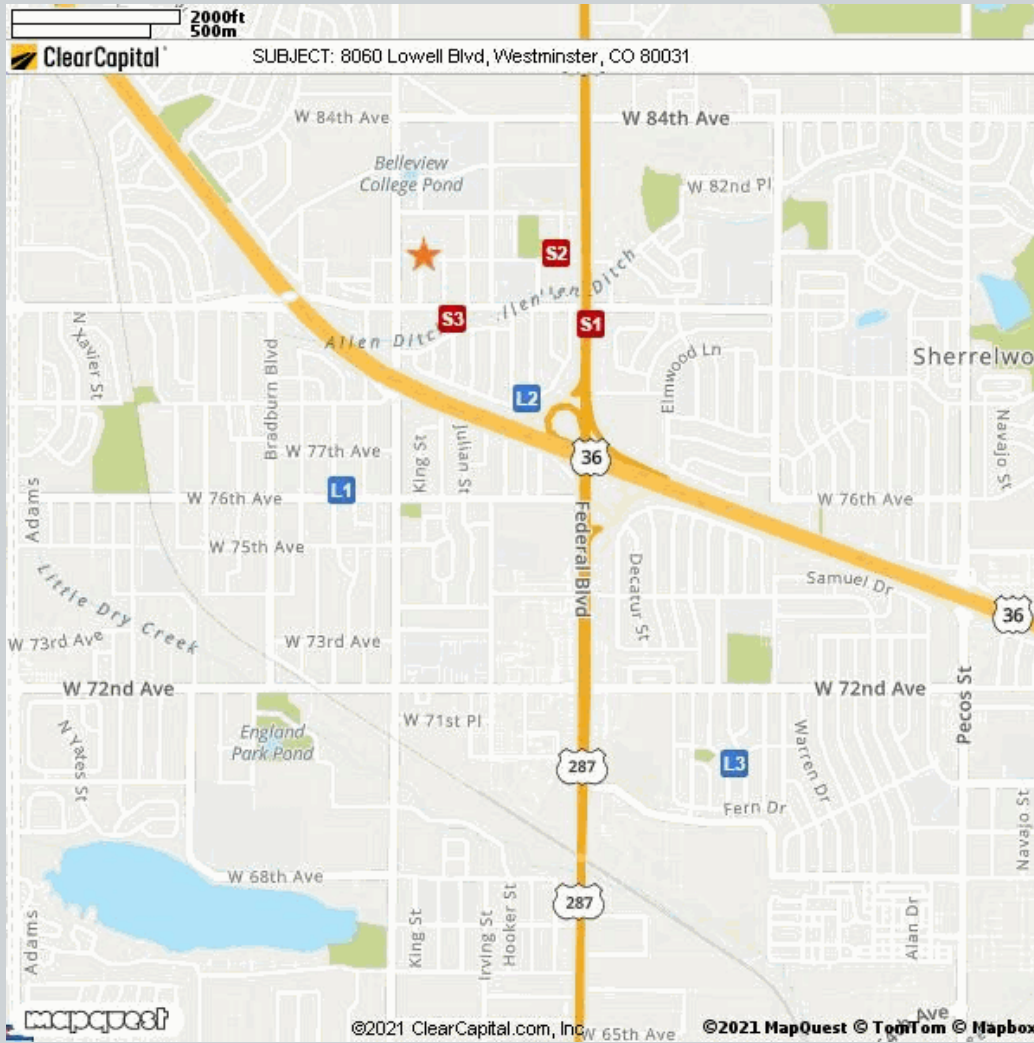 2000ft
500m
ClearCapital
SUBJECT: 8060 Lowell Blvd, Westminster, CO 80031
W 84th Ave
W 84th Ave
Belleview
College Pond
W 82nd Pl
S2
Allen Ditch
S3
S1
Allen Ditch
N Xavier St
Bradburn Blvd
Elmwood Ln
Sherrelwo
L2
King St
Julian St
Navajo St
W 77th Ave
36
L1
Adams
W 76th Ave
W 76th Ave
Federal Blvd
W 75th Ave
Decatur St
Samuel Dr
Little Dry Creek
36
W 73rd Ave
W 73rd Ave
W 72nd Ave
W 72nd Ave
Pecos St
N Yates St
W 71st Pl
England
Park Pond
Warren Dr
287
L3
Fern Dr
Navajo St
W 68th Ave
287
Adams
King St
Irving St
Hooker St
Alan Dr
mapquest
©2021 ClearCapital.com, Inc
W 65th Ave
Ave
©2021 MapQuest © TomTom © Mapbox